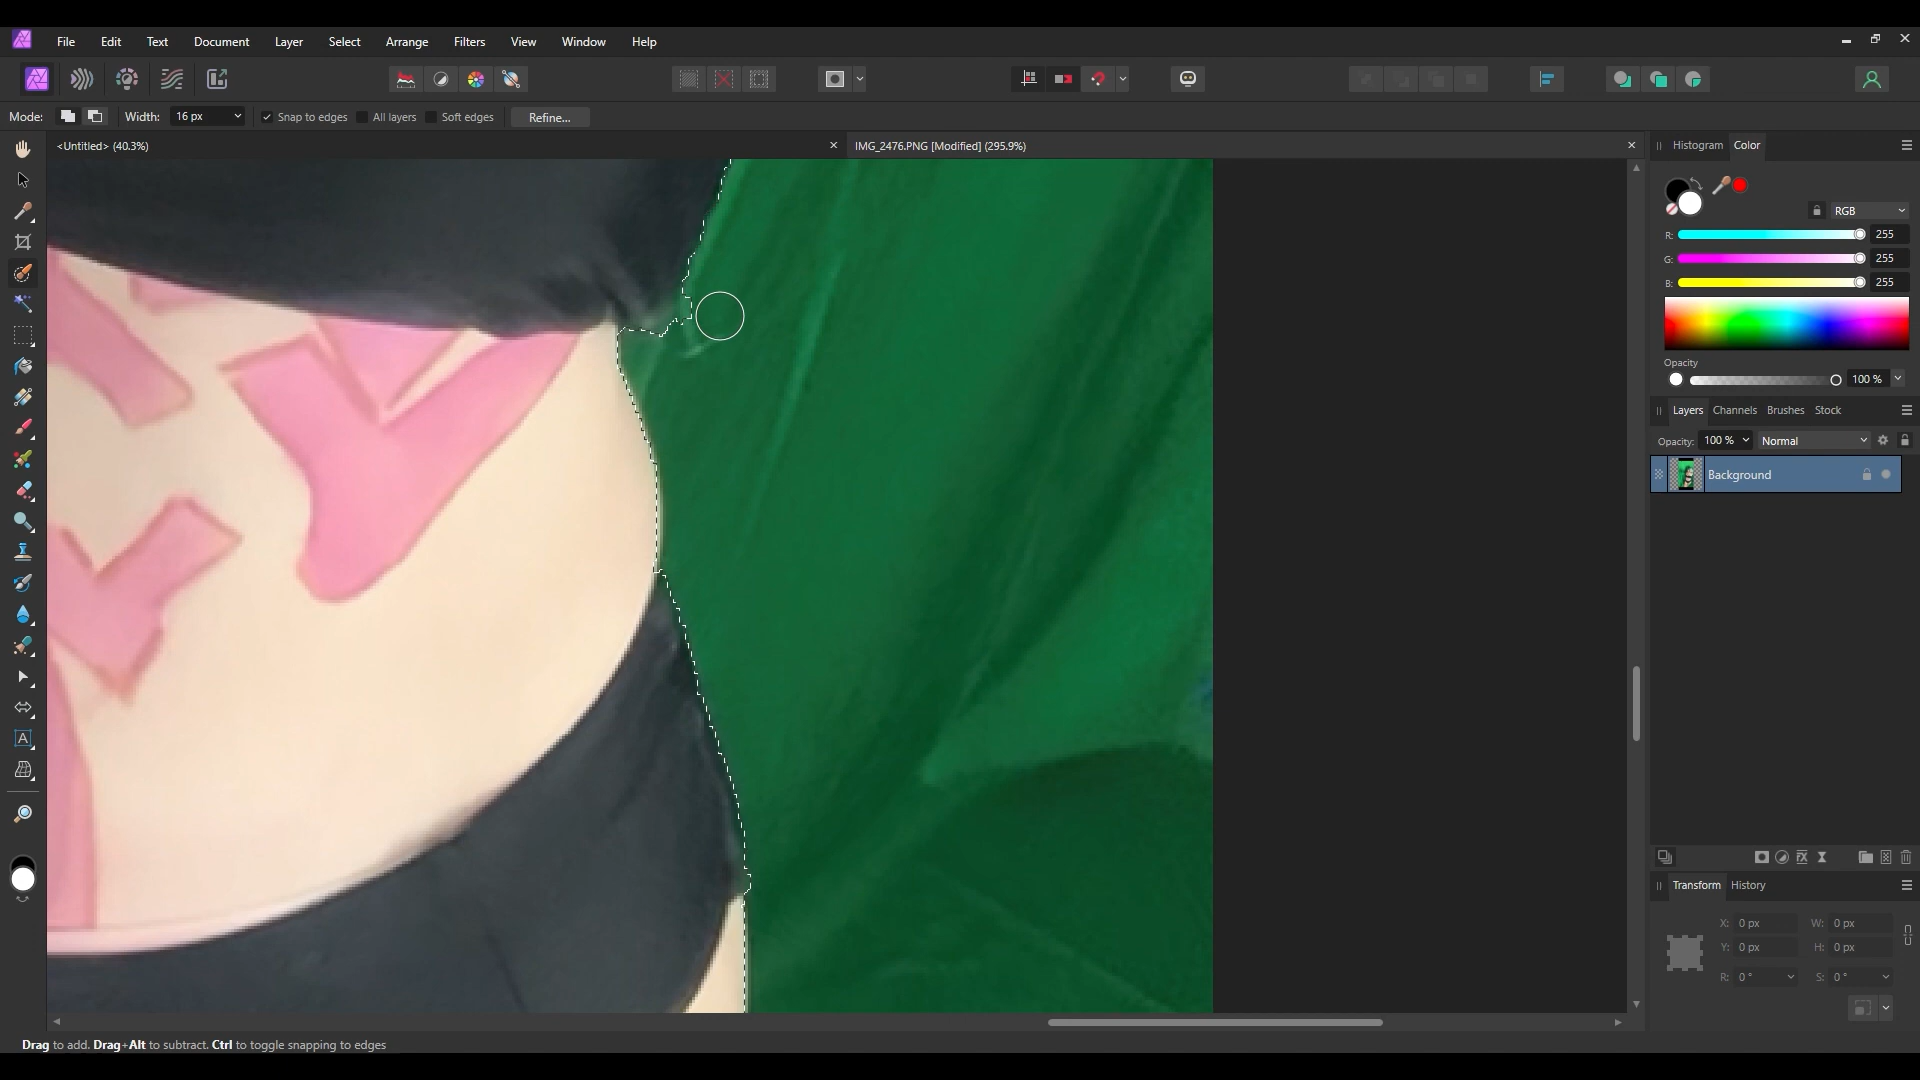 File Edit Text Document Layer Select Arrange Filters View Window Help
Mode: Width: 16 px Snap to edges All layers Soft edges Refine...
<Untitled> (40.3%)
IMG_2476.PNG [Modified] (295.9%)
Histogram Color
RGB
R: 255
G: 255
B: 255
Opacity
100 %
Layers Channels Brushes Stock
Opacity: 100 % Normal
Background
Transform History
X: 0 px W: 0 px
Y: 0 px H: 0 px
R: 0 ° S: 0 °
Drag to add. Drag+Alt to subtract. Ctrl to toggle snapping to edges